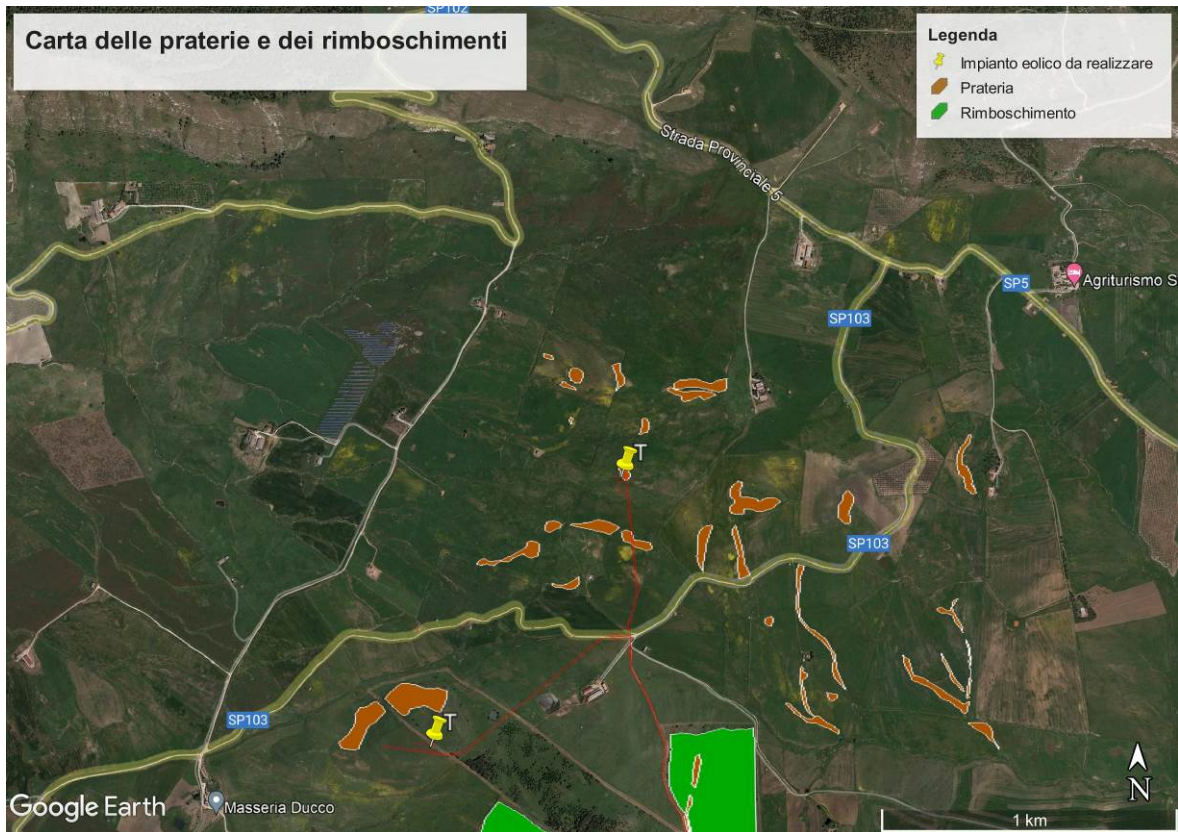 SP102
Carta delle praterie e dei rimboschimenti
Legenda
Impianto eolico da realizzare
Prateria
Rimboschimento
Strada Provinciale 5
SP5
Agriturismo S
SP103
T
SP103
SP103
T
Masseria Ducco
Google Earth
N
1 km